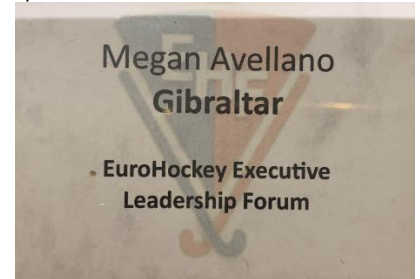 Megan Avellano
Gibraltar
EuroHockey Executive
Leadership Forum